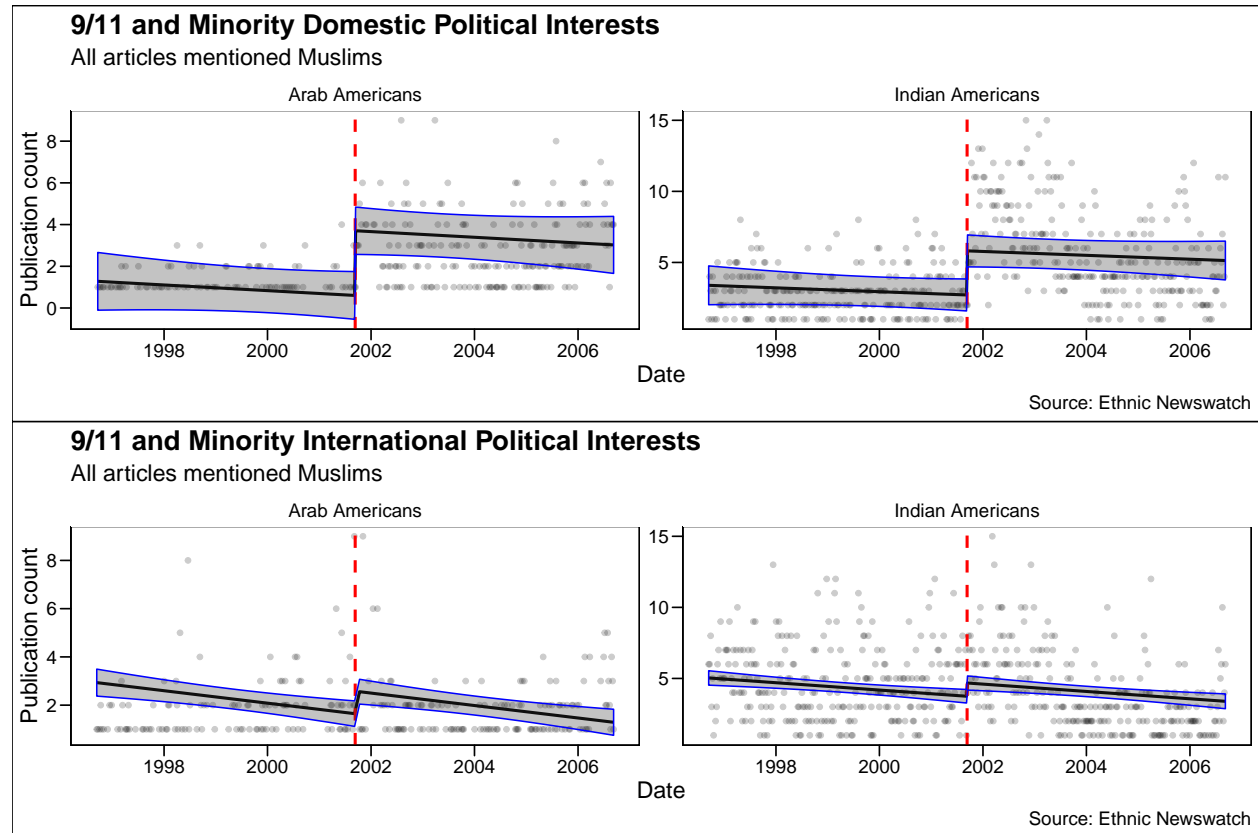 9/11 and Minority Domestic Political Interests
All articles mentioned Muslims
Arab Americans
Indian Americans
Publication count
8
6
4
2
0
15
10
5
1998 2000 2002 2004 2006
1998 2000 2002 2004 2006
Date
Source: Ethnic Newswatch
9/11 and Minority International Political Interests
All articles mentioned Muslims
Arab Americans
Indian Americans
Publication count
8
6
4
2
15
10
5
1998 2000 2002 2004 2006
1998 2000 2002 2004 2006
Date
Source: Ethnic Newswatch